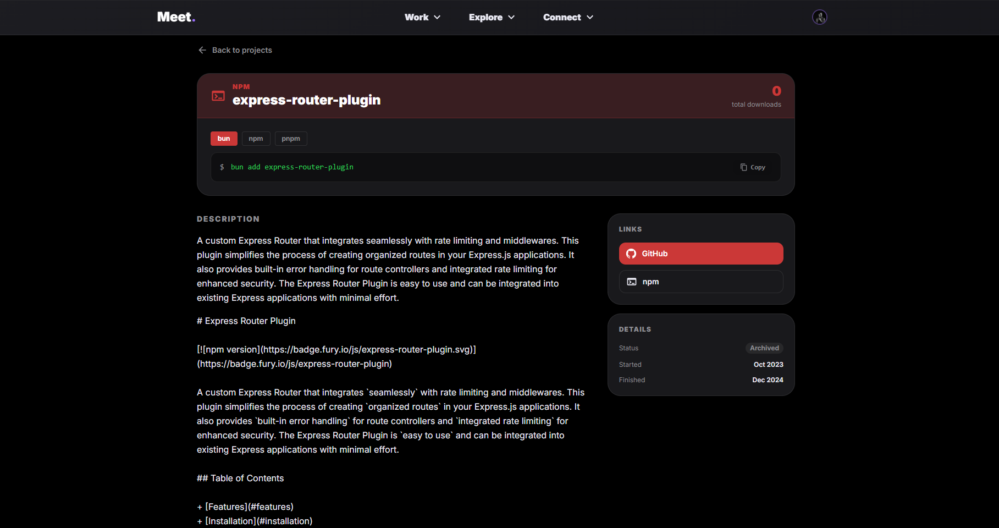 Meet.
Work
Explore
Connect
Back to projects
NPM
express-router-plugin
0
total downloads
bun
npm
pnpm
$ bun add express-router-plugin
Copy
DESCRIPTION
A custom Express Router that integrates seamlessly with rate limiting and middlewares. This
plugin simplifies the process of creating organized routes in your Express.js applications. It
also provides built-in error handling for route controllers and integrated rate limiting for
enhanced security. The Express Router Plugin is easy to use and can be integrated into
existing Express applications with minimal effort.
# Express Router Plugin
[![npm version](https://badge.fury.io/js/express-router-plugin.svg)]
(https://badge.fury.io/js/express-router-plugin)
A custom Express Router that integrates `seamlessly` with rate limiting and middlewares. This
plugin simplifies the process of creating `organized routes` in your Express.js applications. It
also provides `built-in error handling` for route controllers and `integrated rate limiting` for
enhanced security. The Express Router Plugin is `easy to use` and can be integrated into
existing Express applications with minimal effort.
## Table of Contents
+ [Features](#features)
+ [Installation](#installation)
LINKS
GitHub
npm
DETAILS
Status Archived
Started Oct 2023
Finished Dec 2024